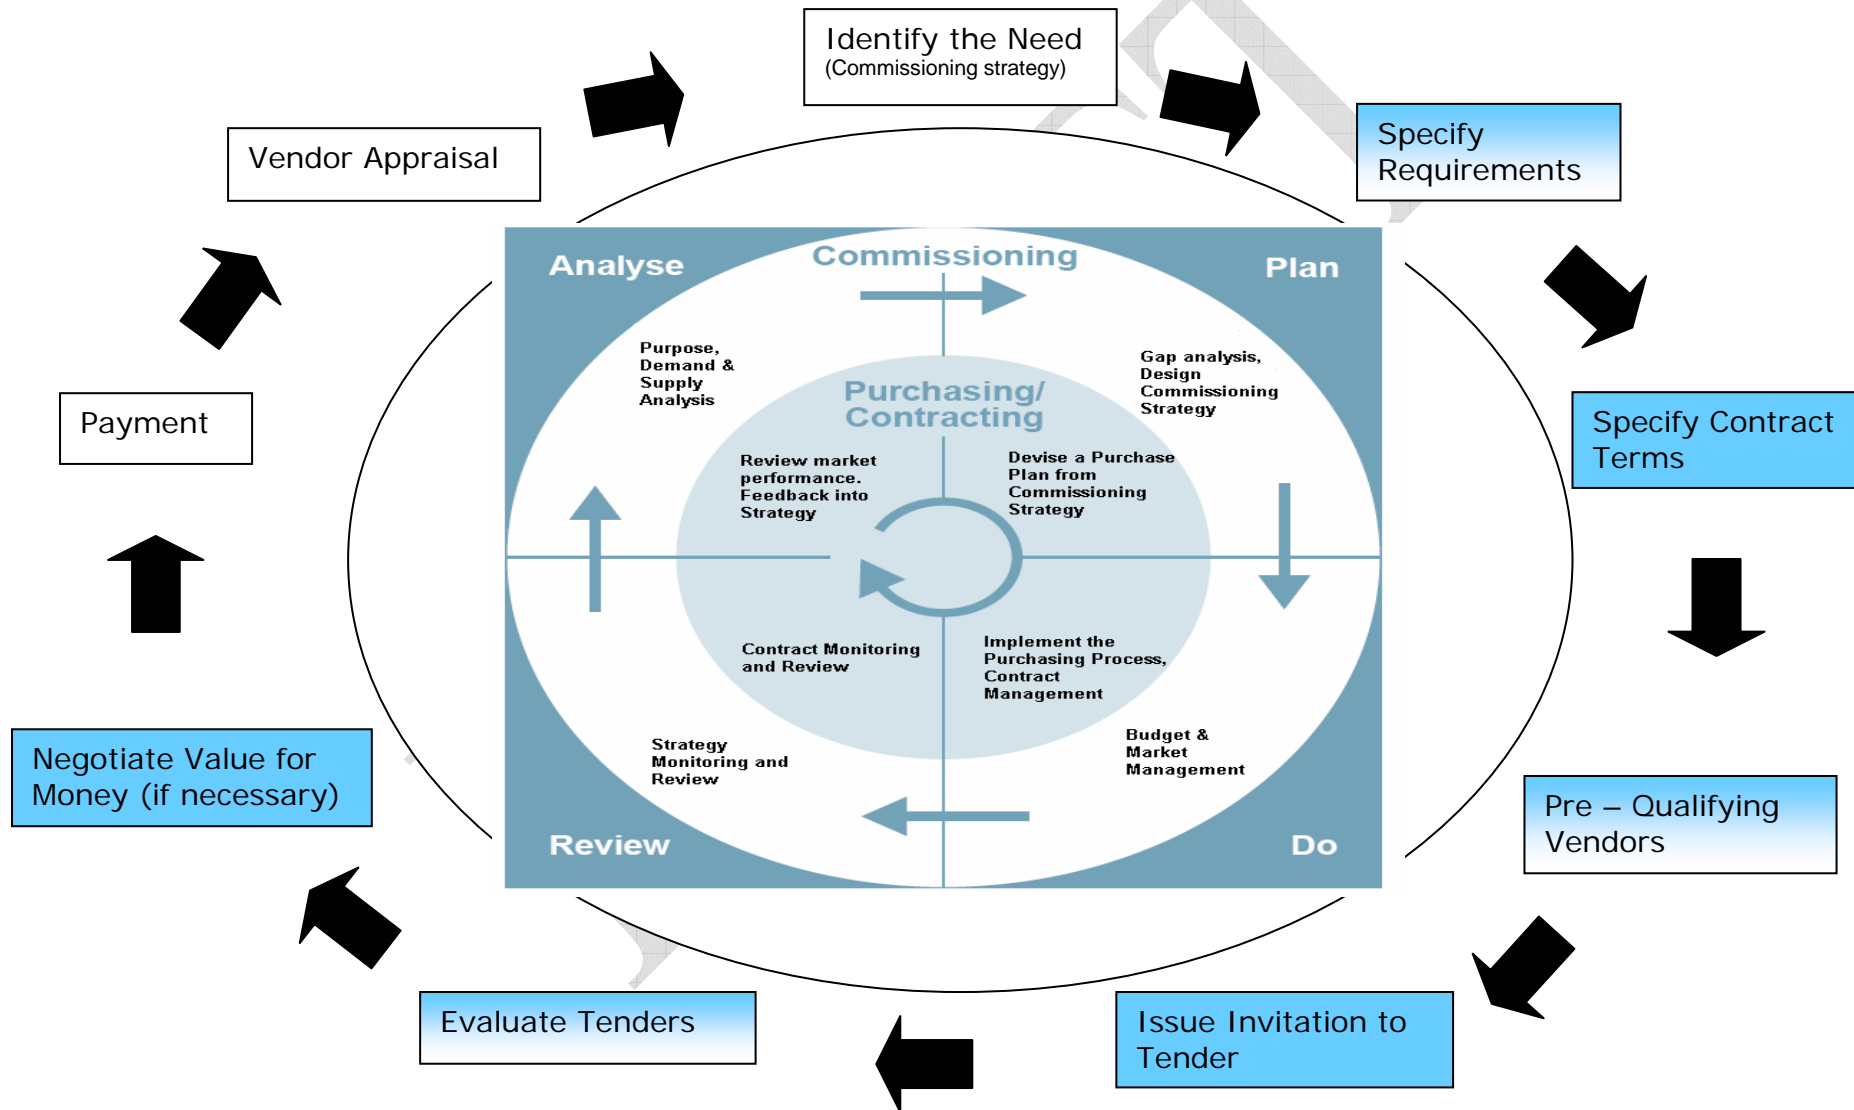 Identify the Need
(Commissioning strategy)
Specify
Requirements
Vendor Appraisal
Analyse
Commissioning
Plan
Purpose,
Demand &
Supply
Analysis
Gap analysis,
Design
Commissioning
Strategy
Purchasing/
Contracting
Payment
Specify Contract
Terms
Review market
performance.
Feedback into
Strategy
Devise a Purchase
Plan from
Commissioning
Strategy
Contract Monitoring
and Review
Implement the
Purchasing Process,
Contract
Management
Strategy
Monitoring and
Review
Budget &
Market
Management
Negotiate Value for
Money (if necessary)
Pre – Qualifying
Vendors
Review
Do
Evaluate Tenders
Issue Invitation to
Tender